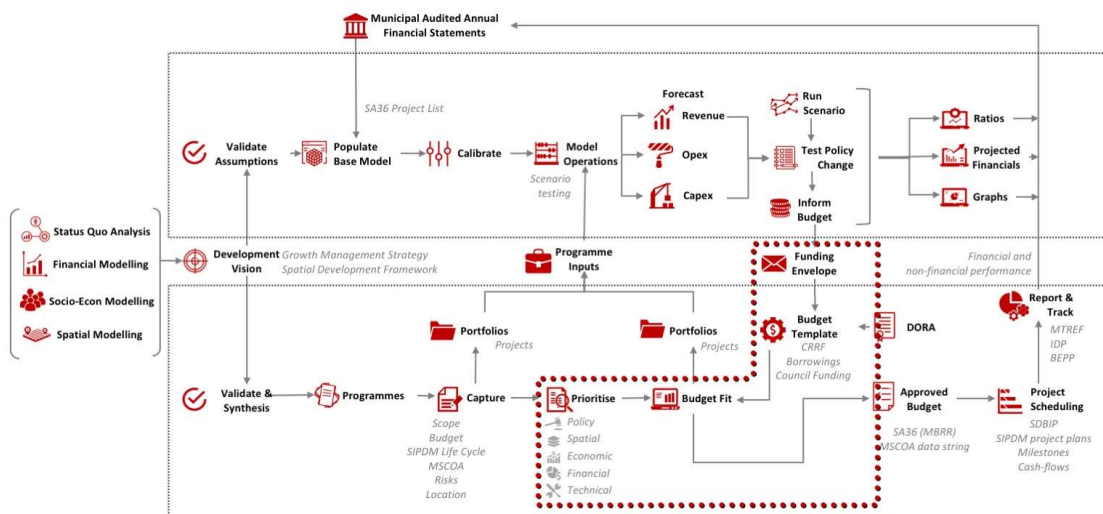 Municipal Audited Annual
Financial Statements
SA36 Project List
Validate
Assumptions
Populate
Base Model
Calibrate
Model
Operations
Scenario
testing
Forecast
Revenue
Opex
Capex
Run
Scenario
Test Policy
Change
Inform
Budget
Ratios
Projected
Financials
Graphs
Status Quo Analysis
Financial Modelling
Socio-Econ Modelling
Spatial Modelling
Development
Vision
Growth Management Strategy
Spatial Development Framework
Programme
Inputs
Funding
Envelope
Financial and
non-financial performance
Portfolios
Projects
Portfolios
Projects
Budget
Template
CRRF
Borrowings
Council Funding
DORA
Report &
Track
MTREF
IDP
BEPP
Validate &
Synthesis
Programmes
Capture
Scope
Budget
SIPDM Life Cycle
MSCOA
Risks
Location
Prioritise
Policy
Spatial
Economic
Financial
Technical
Budget Fit
Approved
Budget
SA36 (MBRR)
MSCOA data string
Project
Scheduling
SDBIP
SIPDM project plans
Milestones
Cash-flows